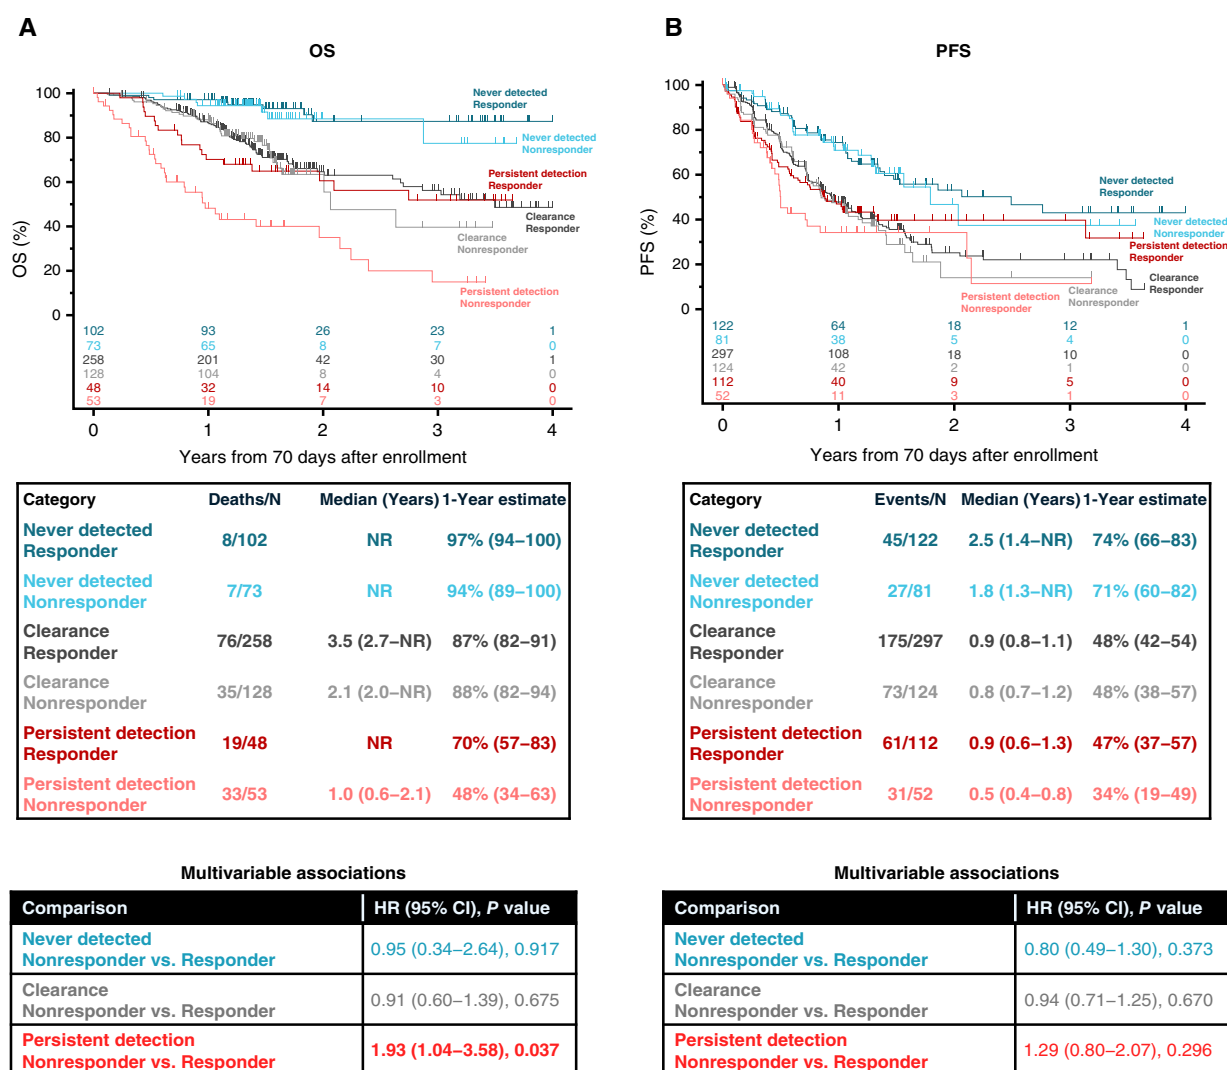 A
OS
100
80
60
40
20
0
OS (%)
Never detected
Responder
Never detected
Nonresponder
Persistent detection
Responder
Clearance
Responder
Clearance
Nonresponder
Persistent detection
Nonresponder
102 93 26 23 1
73 65 8 7 0
258 201 42 30 1
128 104 8 4 0
48 32 14 10 0
53 19 7 3 0
0 1 2 3 4
Years from 70 days after enrollment
Category Deaths/N Median (Years) 1-Year estimate
Never detected
Responder 8/102 NR 97% (94–100)
Never detected
Nonresponder 7/73 NR 94% (89–100)
Clearance
Responder 76/258 3.5 (2.7–NR) 87% (82–91)
Clearance
Nonresponder 35/128 2.1 (2.0–NR) 88% (82–94)
Persistent detection
Responder 19/48 NR 70% (57–83)
Persistent detection
Nonresponder 33/53 1.0 (0.6–2.1) 48% (34–63)
Multivariable associations
Comparison HR (95% CI), P value
Never detected
Nonresponder vs. Responder 0.95 (0.34–2.64), 0.917
Clearance
Nonresponder vs. Responder 0.91 (0.60–1.39), 0.675
Persistent detection
Nonresponder vs. Responder 1.93 (1.04–3.58), 0.037
B
PFS
100
80
60
40
20
0
PFS (%)
Never detected
Responder
Never detected
Nonresponder
Persistent detection
Responder
Clearance
Responder
Clearance
Nonresponder
Persistent detection
Nonresponder
122 64 18 12 1
81 38 5 4 0
297 108 18 10 0
124 42 2 1 0
112 40 9 5 0
52 11 3 1 0
0 1 2 3 4
Years from 70 days after enrollment
Category Events/N Median (Years) 1-Year estimate
Never detected
Responder 45/122 2.5 (1.4–NR) 74% (66–83)
Never detected
Nonresponder 27/81 1.8 (1.3–NR) 71% (60–82)
Clearance
Responder 175/297 0.9 (0.8–1.1) 48% (42–54)
Clearance
Nonresponder 73/124 0.8 (0.7–1.2) 48% (38–57)
Persistent detection
Responder 61/112 0.9 (0.6–1.3) 47% (37–57)
Persistent detection
Nonresponder 31/52 0.5 (0.4–0.8) 34% (19–49)
Multivariable associations
Comparison HR (95% CI), P value
Never detected
Nonresponder vs. Responder 0.80 (0.49–1.30), 0.373
Clearance
Nonresponder vs. Responder 0.94 (0.71–1.25), 0.670
Persistent detection
Nonresponder vs. Responder 1.29 (0.80–2.07), 0.296